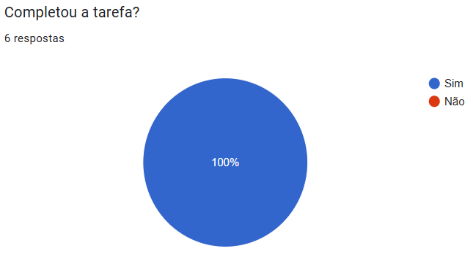 Completou a tarefa?
6 respostas
Sim
Não
100%